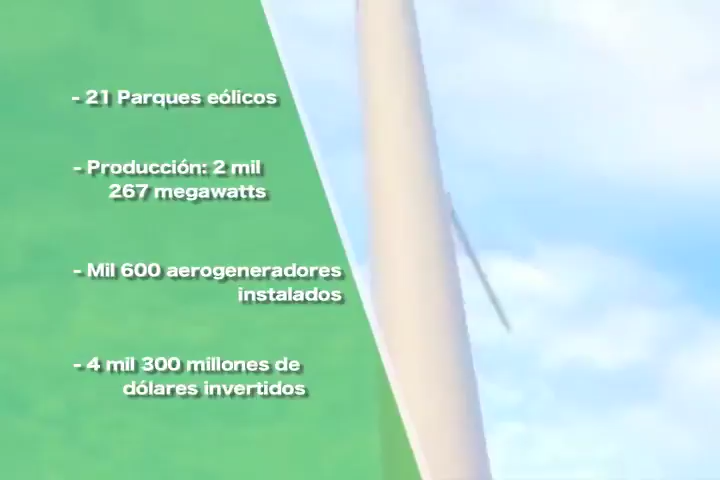 - 21 Parques eólicos
- Producción: 2 mil
267 megawatts
- Mil 600 aerogeneradores
instalados
- 4 mil 300 millones de
dólares invertidos